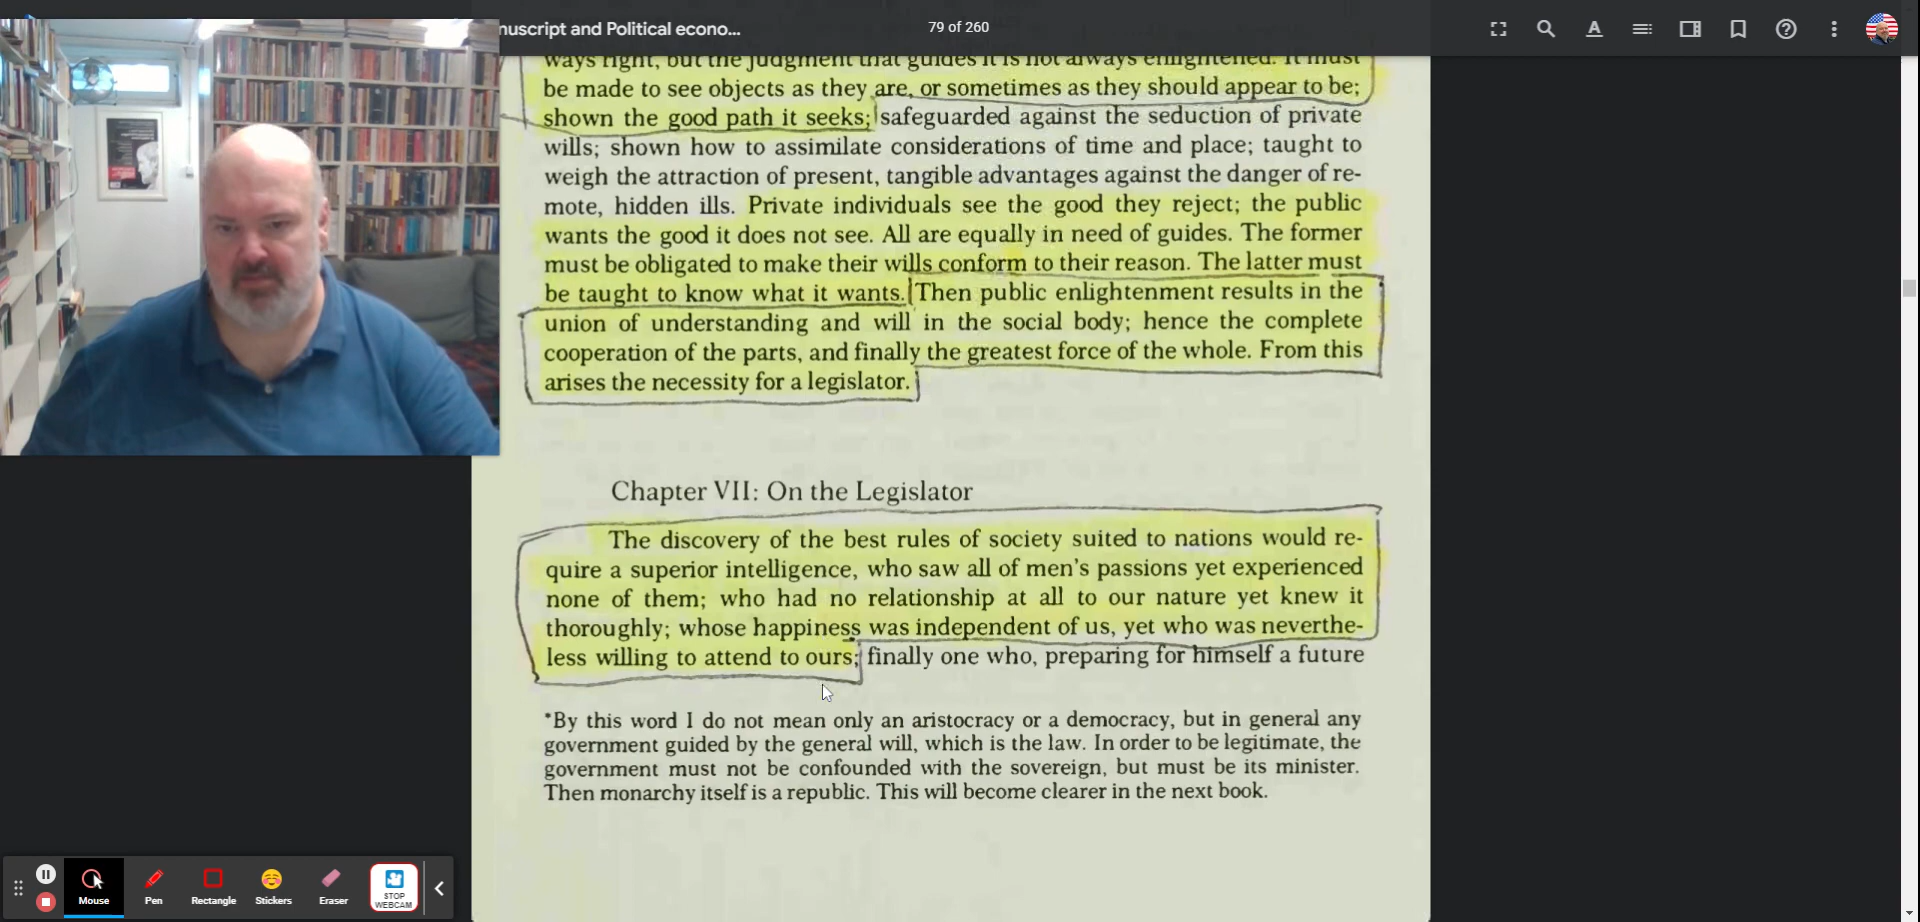 nuscript and Political econo...
79 of 260
ways right, but the judgment that guides it is not always enlightened. It must
be made to see objects as they are, or sometimes as they should appear to be;
shown the good path it seeks; safeguarded against the seduction of private
wills; shown how to assimilate considerations of time and place; taught to
weigh the attraction of present, tangible advantages against the danger of re-
mote, hidden ills. Private individuals see the good they reject; the public
wants the good it does not see. All are equally in need of guides. The former
must be obligated to make their wills conform to their reason. The latter must
be taught to know what it wants. Then public enlightenment results in the
union of understanding and will in the social body; hence the complete
cooperation of the parts, and finally the greatest force of the whole. From this
arises the necessity for a legislator.
Chapter VII: On the Legislator
The discovery of the best rules of society suited to nations would re-
quire a superior intelligence, who saw all of men's passions yet experienced
none of them; who had no relationship at all to our nature yet knew it
thoroughly; whose happiness was independent of us, yet who was neverthe-
less willing to attend to ours; finally one who, preparing for himself a future
*By this word I do not mean only an aristocracy or a democracy, but in general any
government guided by the general will, which is the law. In order to be legitimate, the
government must not be confounded with the sovereign, but must be its minister.
Then monarchy itself is a republic. This will become clearer in the next book.
Mouse
Pen
Rectangle
Stickers
Eraser
STOP
WEBCAM